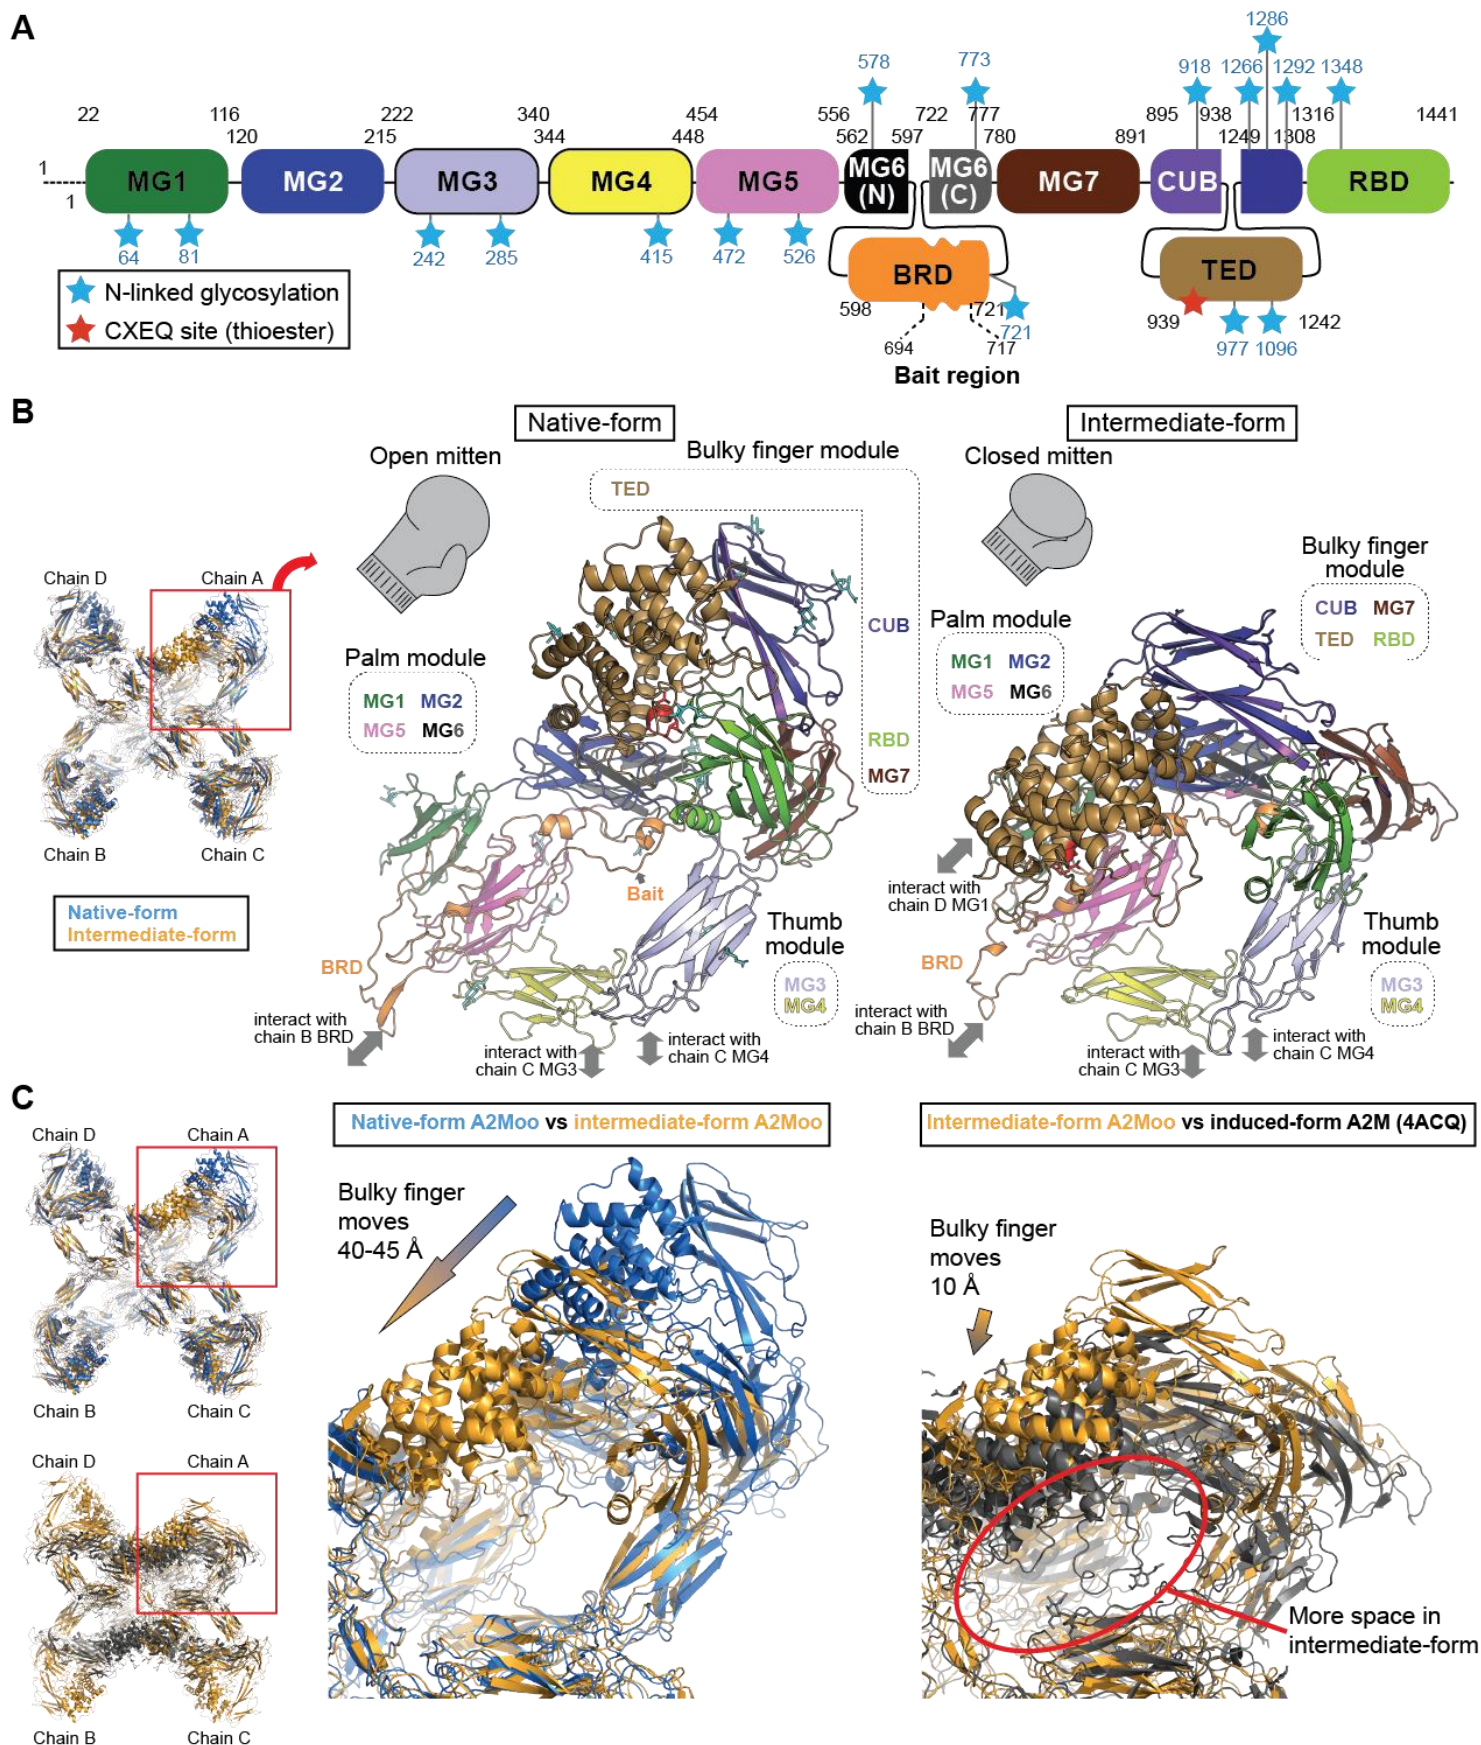 A
1286
578
773
918 1266 1292 1348
22 116 222 340 454 556 722 777 895 938 1316 1441
120 215 344 448 562 597 780 891 1249 1308
1
1
MG1 MG2 MG3 MG4 MG5 MG6 (N) MG6 (C) MG7 CUB RBD
64 81 242 285 415 472 526
BRD TED
N-linked glycosylation
CXEQ site (thioester)
598 721 721
939 1242
694 717
977 1096
Bait region
B
Native-form
Intermediate-form
Open mitten
Bulky finger module
Closed mitten
TED
Bulky finger
module
CUB MG7
TED RBD
Chain D Chain A
Palm module
MG1 MG2
MG5 MG6
CUB
RBD
MG7
Palm module
MG1 MG2
MG5 MG6
Chain B Chain C
Native-form
Intermediate-form
Bait
BRD
Thumb
module
MG3
MG4
interact with
chain B BRD
interact with
chain C MG3
interact with
chain C MG4
interact with
chain D MG1
BRD
Thumb
module
MG3
MG4
interact with
chain B BRD
interact with
chain C MG3
interact with
chain C MG4
C
Native-form A2Moo vs intermediate-form A2Moo
Intermediate-form A2Moo vs induced-form A2M (4ACQ)
Chain D Chain A
Chain B Chain C
Bulky finger
moves
40-45 Å
Bulky finger
moves
10 Å
Chain D Chain A
Chain B Chain C
More space in
intermediate-form